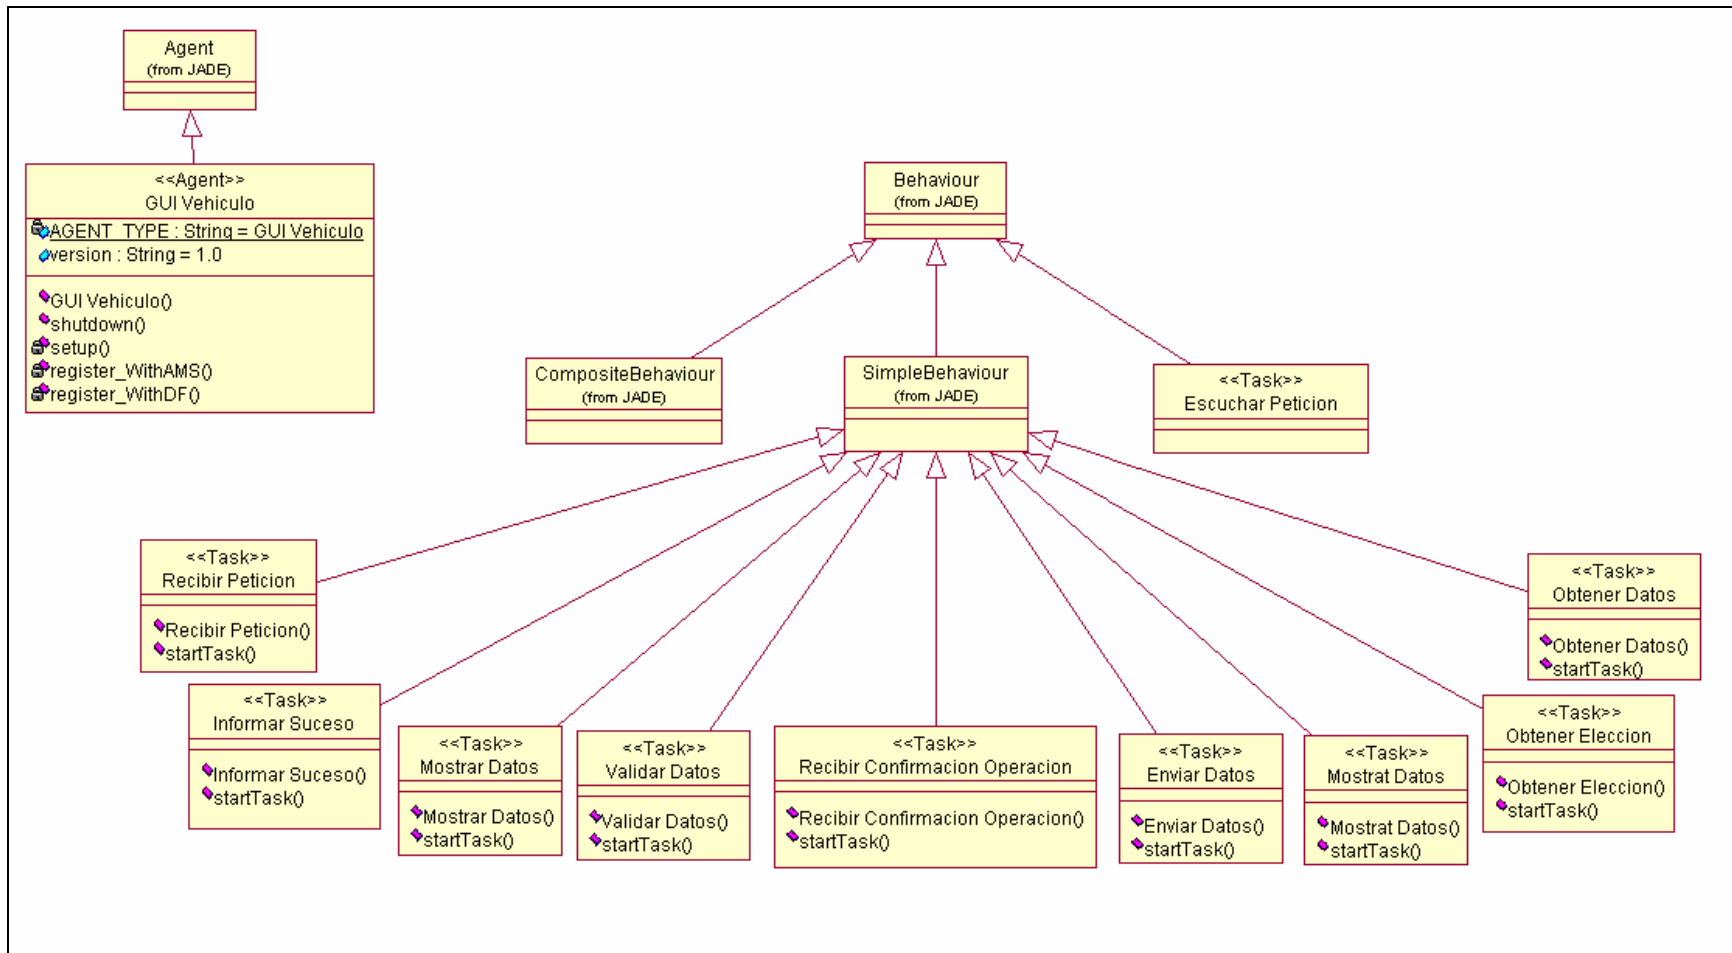 Agent
(from JADE)
<<Agent>>
GUI Vehiculo
AGENT_TYPE : String = GUI Vehiculo
version : String = 1.0
GUI Vehiculo()
shutdown()
setup()
register_WithAMS()
register_WithDF()
Behaviour
(from JADE)
CompositeBehaviour
(from JADE)
SimpleBehaviour
(from JADE)
<<Task>>
Escuchar Peticion
<<Task>>
Recibir Peticion
Recibir Peticion()
startTask()
<<Task>>
Informar Suceso
Informar Suceso()
startTask()
<<Task>>
Mostrar Datos
Mostrar Datos()
startTask()
<<Task>>
Validar Datos
Validar Datos()
startTask()
<<Task>>
Recibir Confirmacion Operacion
Recibir Confirmacion Operacion()
startTask()
<<Task>>
Enviar Datos
Enviar Datos()
startTask()
<<Task>>
Mostrat Datos
Mostrat Datos()
startTask()
<<Task>>
Obtener Eleccion
Obtener Eleccion()
startTask()
<<Task>>
Obtener Datos
Obtener Datos()
startTask()